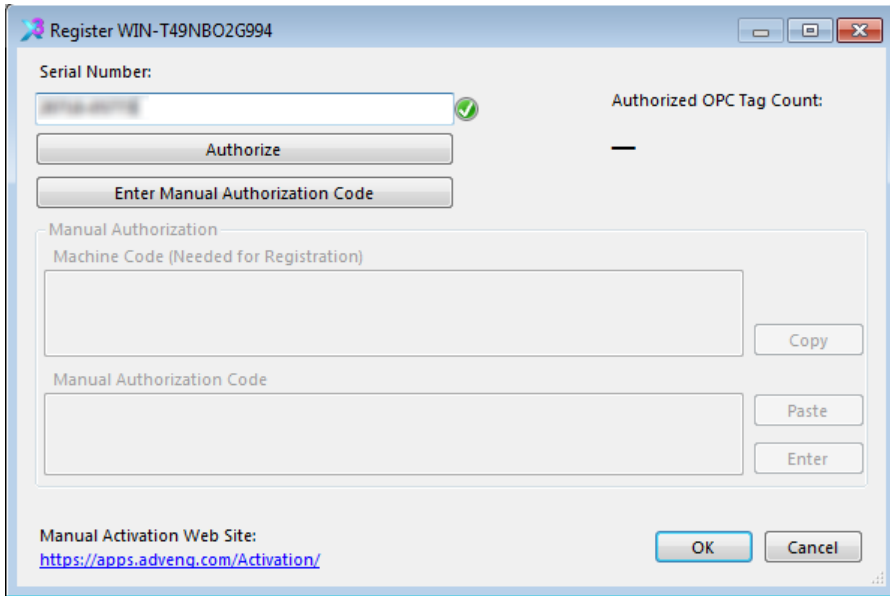 Register WIN-T49NBO2G994
Serial Number:
Authorized OPC Tag Count:
Authorize
—
Enter Manual Authorization Code
Manual Authorization
Machine Code (Needed for Registration)
Copy
Manual Authorization Code
Paste
Enter
Manual Activation Web Site:
https://apps.adveng.com/Activation/
OK
Cancel